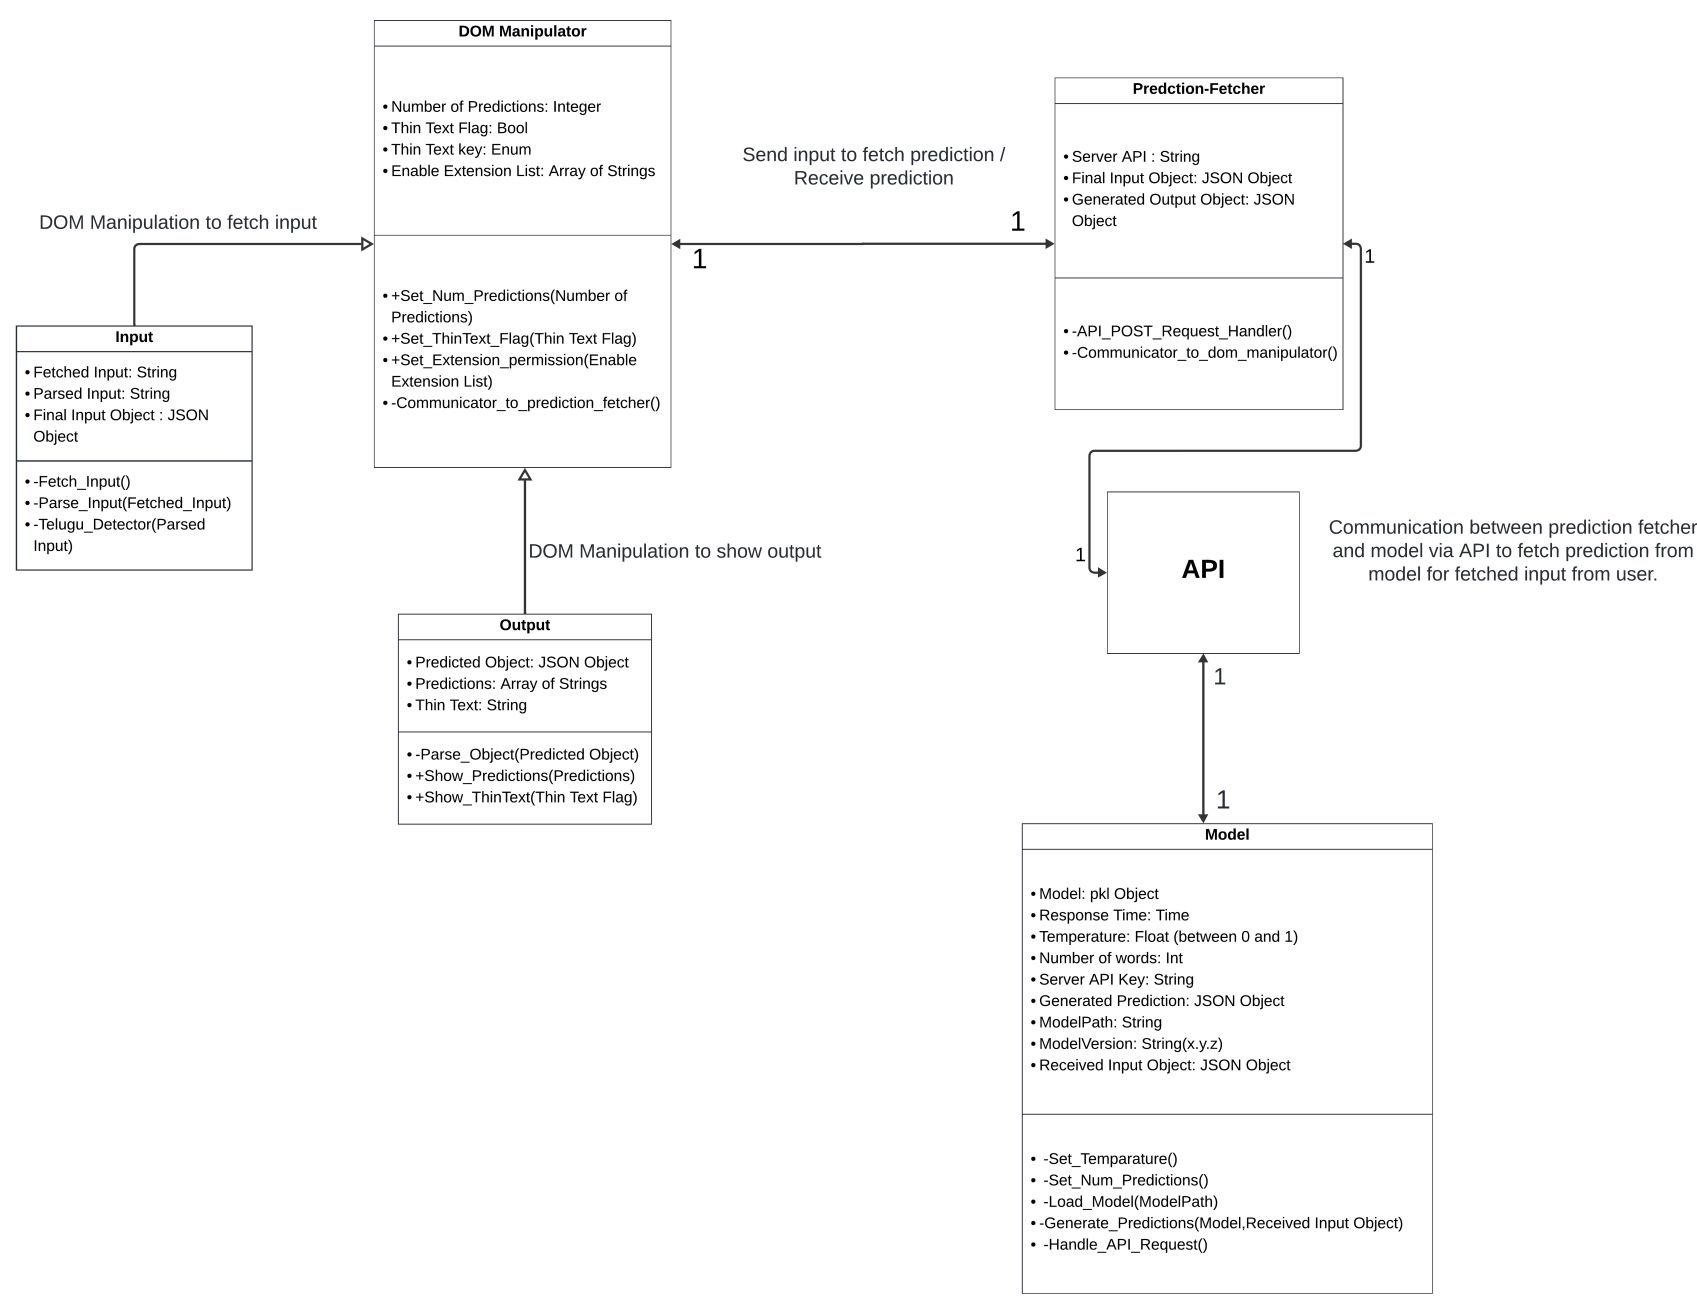 DOM Manipulator
• Number of Predictions: Integer
• Thin Text Flag: Bool
• Thin Text key: Enum
• Enable Extension List: Array of Strings
• +Set_Num_Predictions(Number of
Predictions)
• +Set_ThinText_Flag(Thin Text Flag)
• +Set_Extension_permission(Enable
Extension List)
• -Communicator_to_prediction_fetcher()
DOM Manipulation to fetch input
Input
• Fetched Input: String
• Parsed Input: String
• Final Input Object : JSON
Object
• -Fetch_Input()
• -Parse_Input(Fetched_Input)
• -Telugu_Detector(Parsed
Input)
DOM Manipulation to show output
Output
• Predicted Object: JSON Object
• Predictions: Array of Strings
• Thin Text: String
• -Parse_Object(Predicted Object)
• +Show_Predictions(Predictions)
• +Show_ThinText(Thin Text Flag)
Send input to fetch prediction /
Receive prediction
1
1
Predction-Fetcher
• Server API : String
• Final Input Object: JSON Object
• Generated Output Object: JSON
Object
• -API_POST_Request_Handler()
• -Communicator_to_dom_manipulator()
1
1
API
Communication between prediction fetcher
and model via API to fetch prediction from
model for fetched input from user.
1
1
Model
• Model: pkl Object
• Response Time: Time
• Temperature: Float (between 0 and 1)
• Number of words: Int
• Server API Key: String
• Generated Prediction: JSON Object
• ModelPath: String
• ModelVersion: String(x.y.z)
• Received Input Object: JSON Object
• -Set_Temparature()
• -Set_Num_Predictions()
• -Load_Model(ModelPath)
• -Generate_Predictions(Model,Received Input Object)
• -Handle_API_Request()